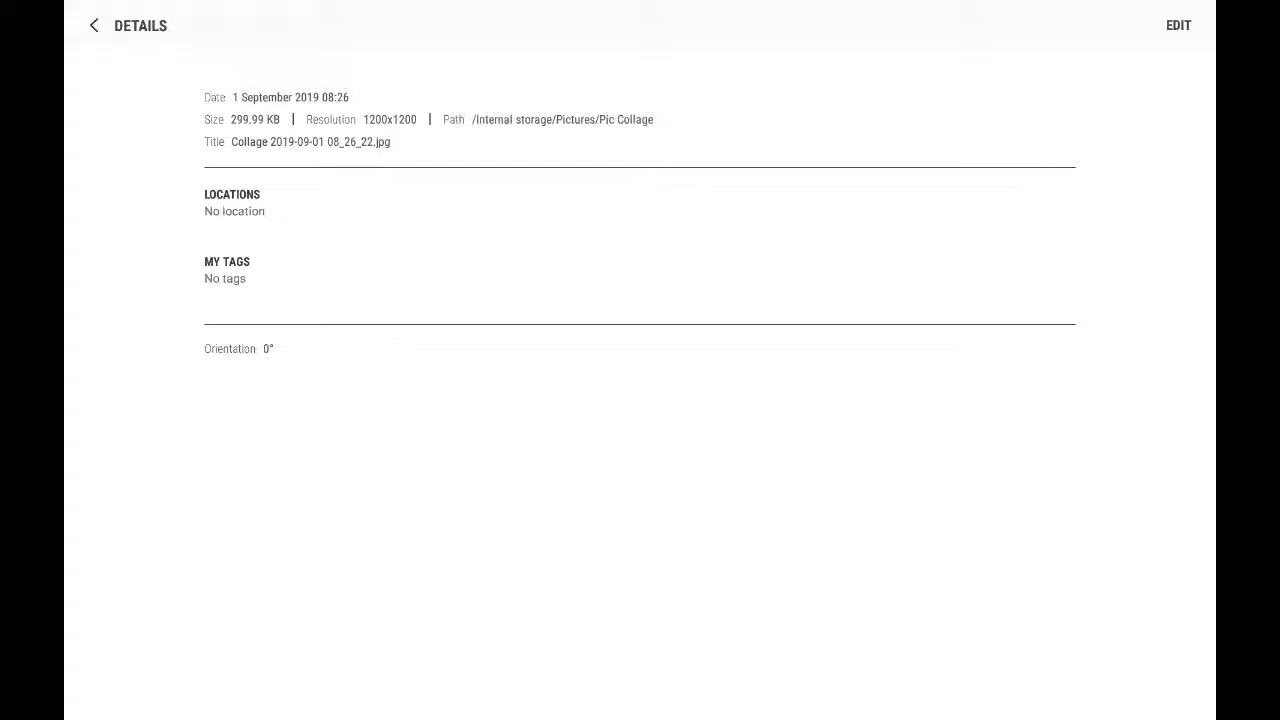 DETAILS EDIT
Date 1 September 2019 08:26
Size 299.99 KB | Resolution 1200x1200 | Path /Internal storage/Pictures/Pic Collage
Title Collage 2019-09-01 08_26_22.jpg
LOCATIONS
No location
MY TAGS
No tags
Orientation 0°